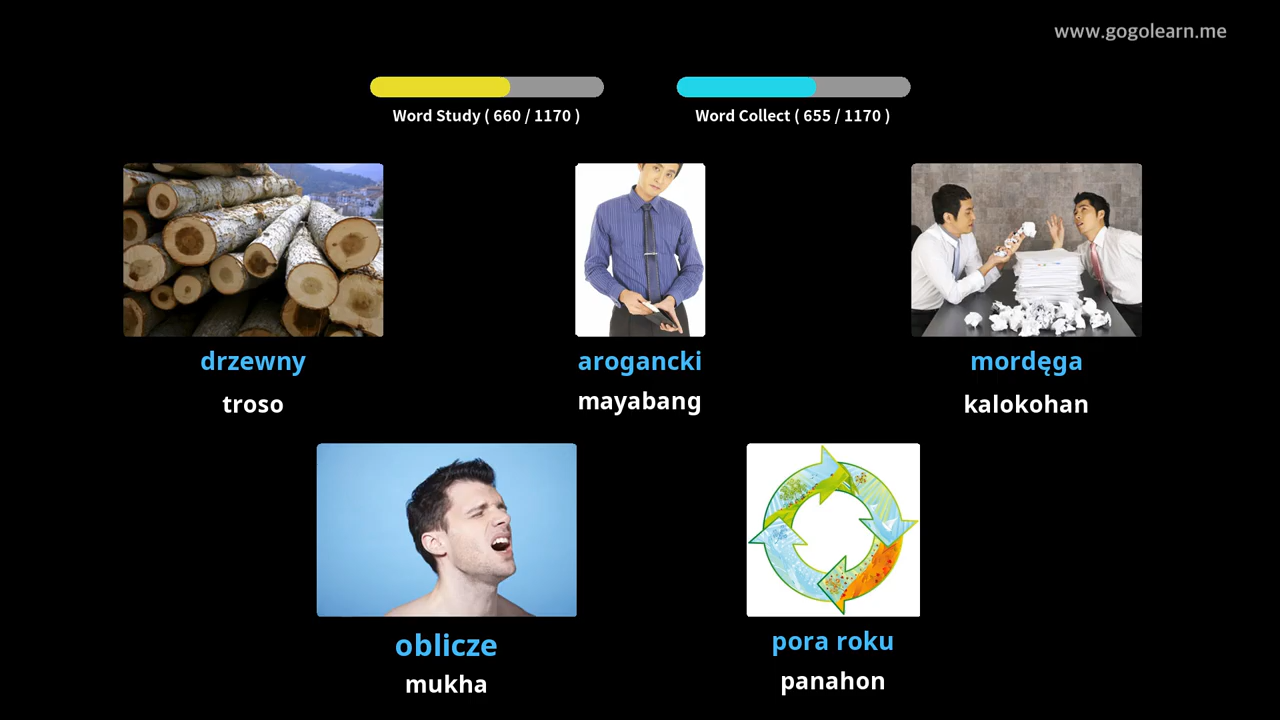 www.gogolearn.me
Word Study ( 660 / 1170 )
Word Collect ( 655 / 1170 )
drzewny
troso
arogancki
mayabang
mordęga
kalokohan
oblicze
mukha
pora roku
panahon